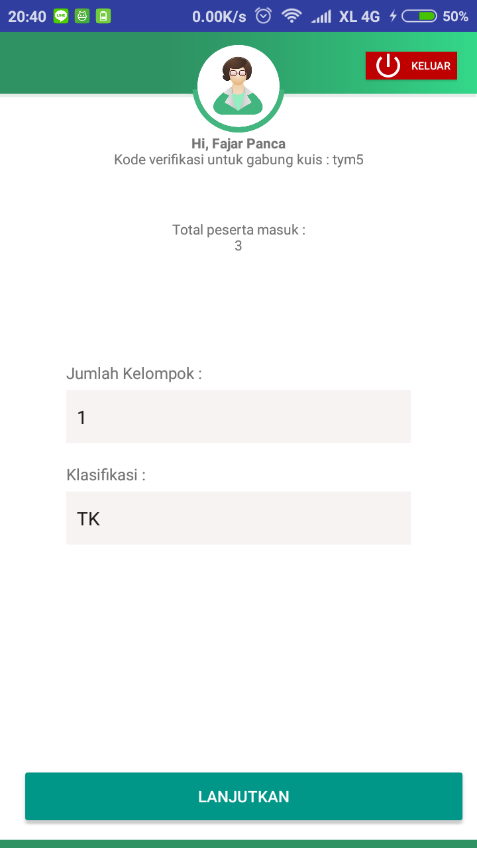 20:40 0.00K/s XL 4G 50%
KELUAR
Hi, Fajar Panca
Kode verifikasi untuk gabung kuis : tym5
Total peserta masuk :
3
Jumlah Kelompok :
1
Klasifikasi :
TK
LANJUTKAN